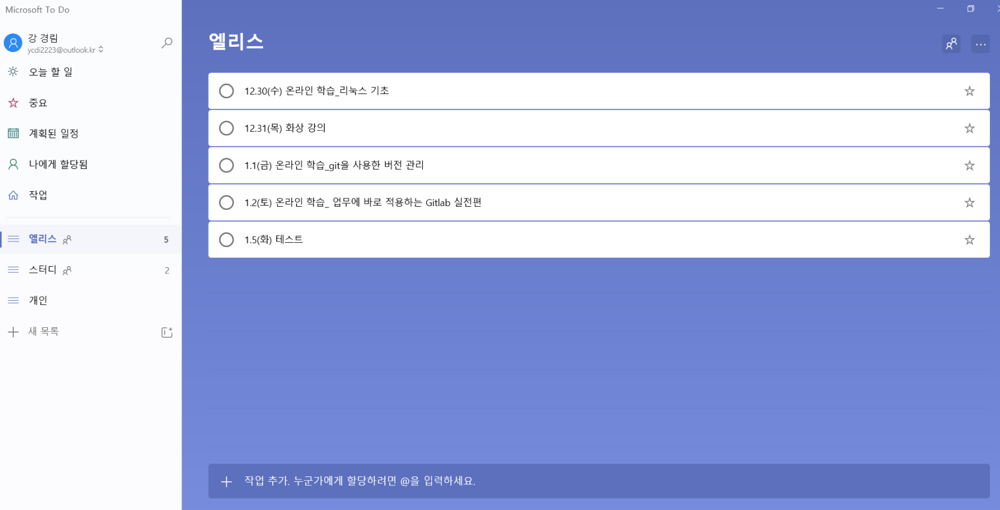 Microsoft To Do
강 경림
ycdi2223@outlook.kr
오늘 할 일
중요
계획된 일정
나에게 할당됨
작업
엘리스 5
스터디 2
개인
새 목록
엘리스
12.30(수) 온라인 학습_리눅스 기초
12.31(목) 화상 강의
1.1(금) 온라인 학습_git을 사용한 버전 관리
1.2(토) 온라인 학습_ 업무에 바로 적용하는 Gitlab 실전편
1.5(화) 테스트
작업 추가. 누군가에게 할당하려면 @을 입력하세요.